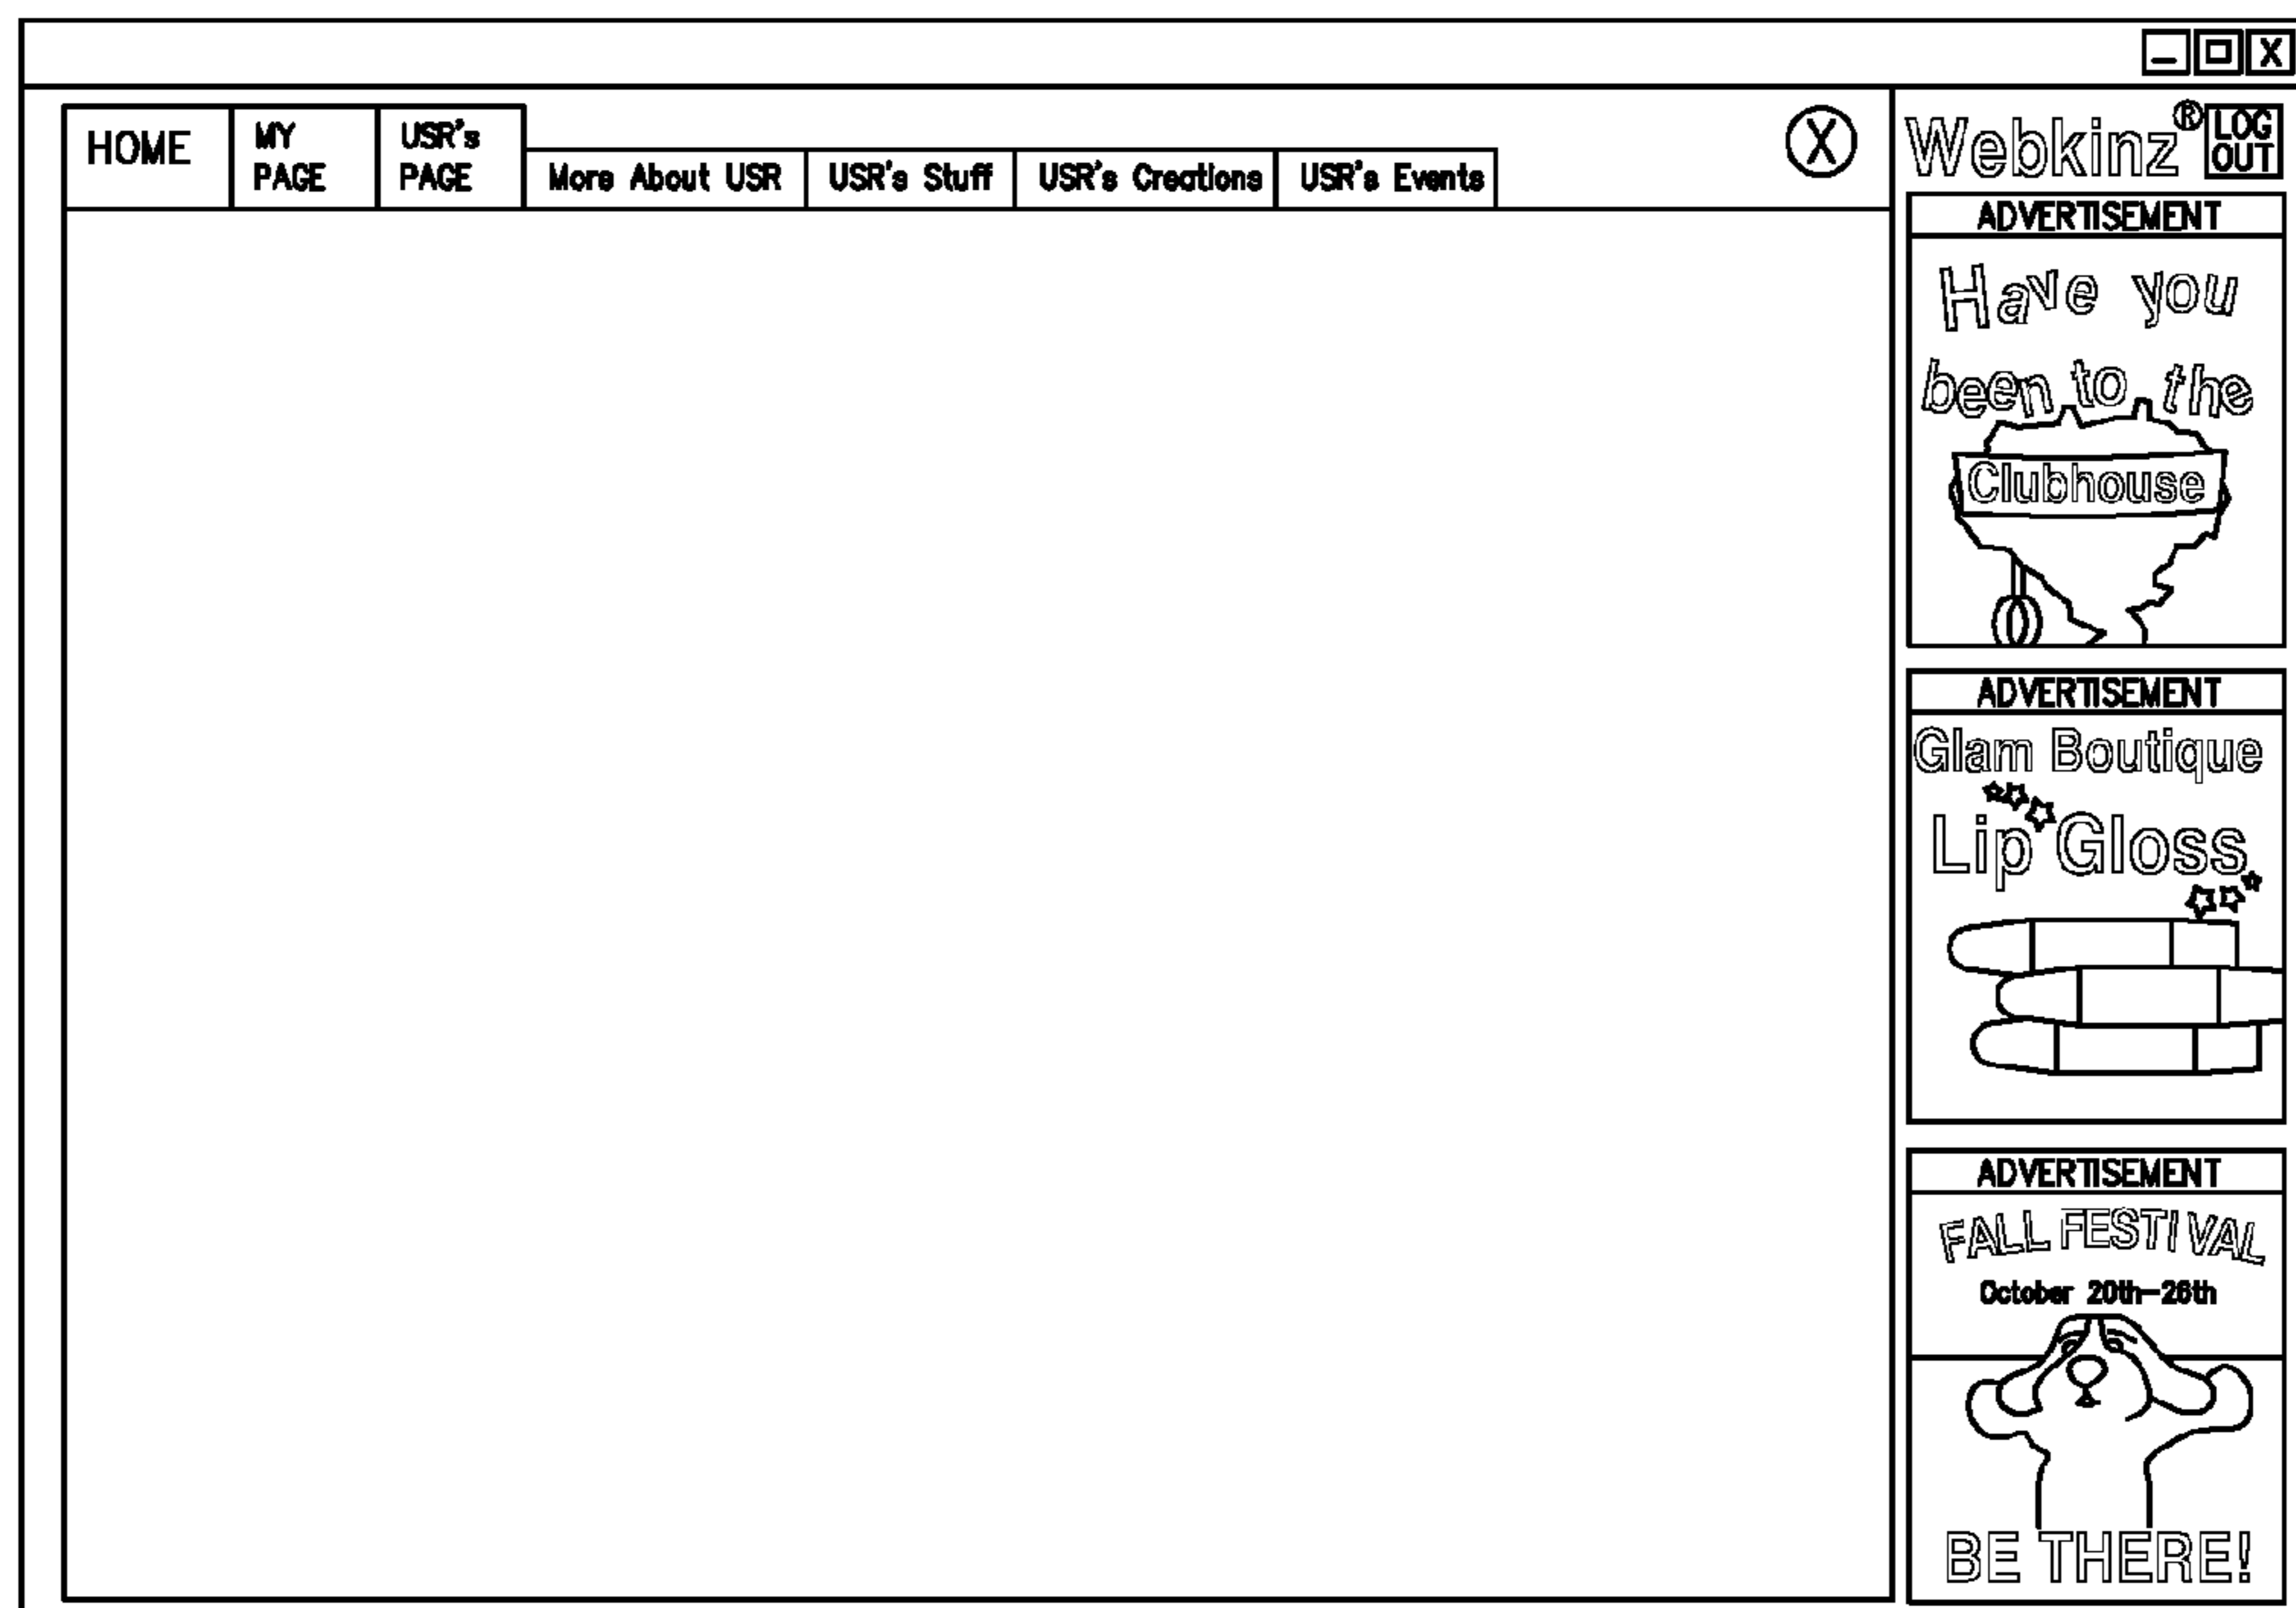 X
HOME
MY
PAGE
USR's
PAGE
More About USR
USR's Stuff
USR's Creations
USR's Events
X
Webkinz®
LOG
OUT
ADVERTISEMENT
Have you
been to the
Clubhouse
ADVERTISEMENT
Glam Boutique
Lip Gloss
ADVERTISEMENT
FALL FESTIVAL
October 20th-26th
BE THERE!